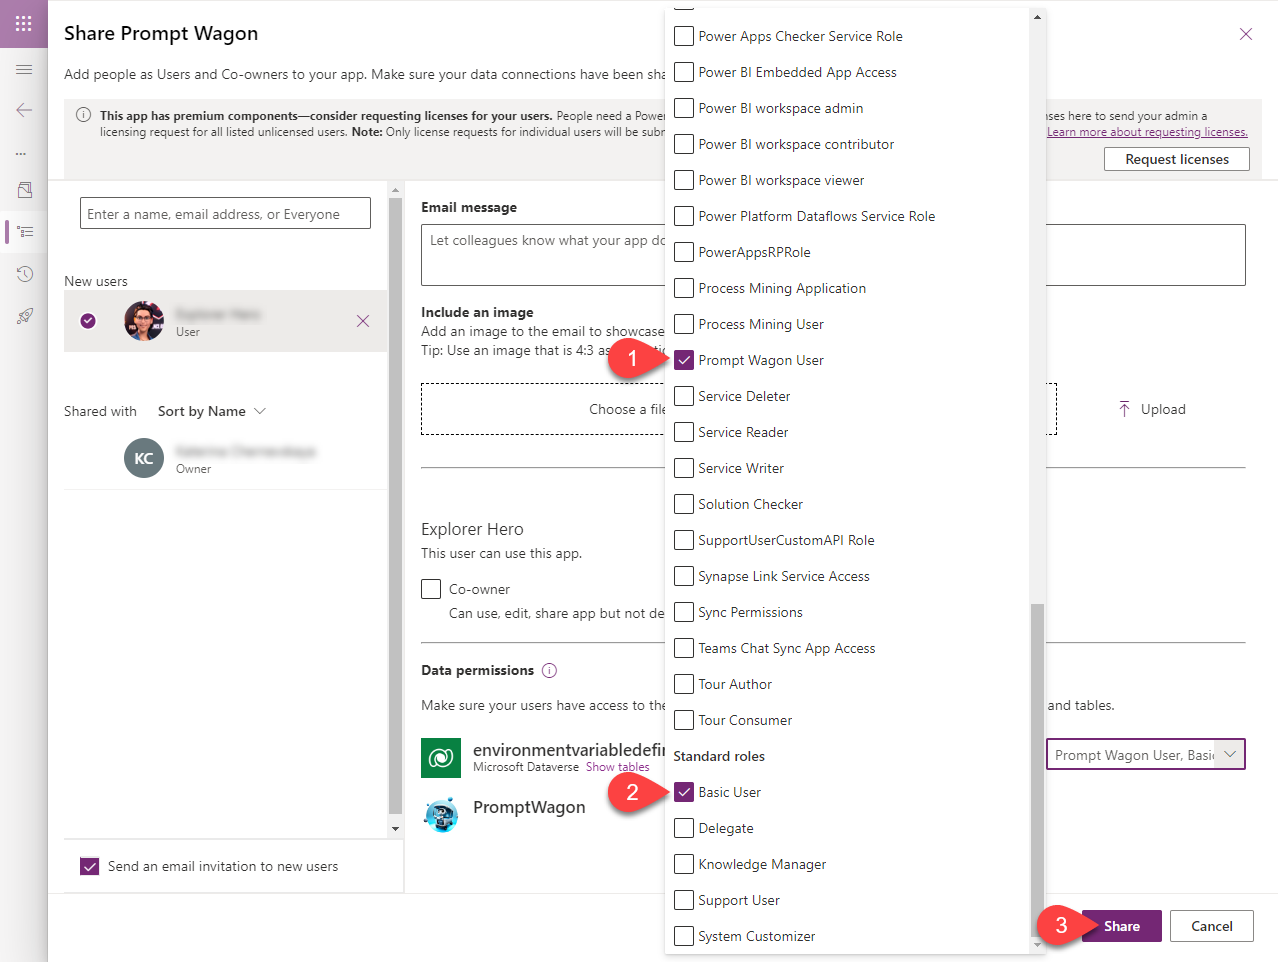 Share Prompt Wagon
Add people as Users and Co-owners to your app. Make sure your data connections have been
This app has premium components—consider requesting licenses for your users. People need a Power
ses here to send your admin a
licensing request for all listed unlicensed users. Note: Only license requests for individual users will be
Learn more about requesting licenses.
Request licenses
Enter a name, email address, or Everyone
New users
User
Shared with Sort by Name
KC
Owner
Send an email invitation to new users
Email message
Let colleagues know what your app
Include an image
Add an image to the email to showcase
Tip: Use an image that is 4:3
Choose a file
Upload
Explorer Hero
This user can use this app.
Co-owner
Can use, edit, share app but not
Data permissions
Make sure your users have access to the
and tables.
environmentvariabledefin
Microsoft Dataverse Show tables
PromptWagon
Prompt Wagon User, Basic
Power Apps Checker Service Role
Power BI Embedded App Access
Power BI workspace admin
Power BI workspace contributor
Power BI workspace viewer
Power Platform Dataflows Service Role
PowerAppsRPRole
Process Mining Application
Process Mining User
1
Prompt Wagon User
Service Deleter
Service Reader
Service Writer
Solution Checker
SupportUserCustomAPI Role
Synapse Link Service Access
Sync Permissions
Teams Chat Sync App Access
Tour Author
Tour Consumer
Standard roles
2
Basic User
Delegate
Knowledge Manager
Support User
System Customizer
3
Share
Cancel